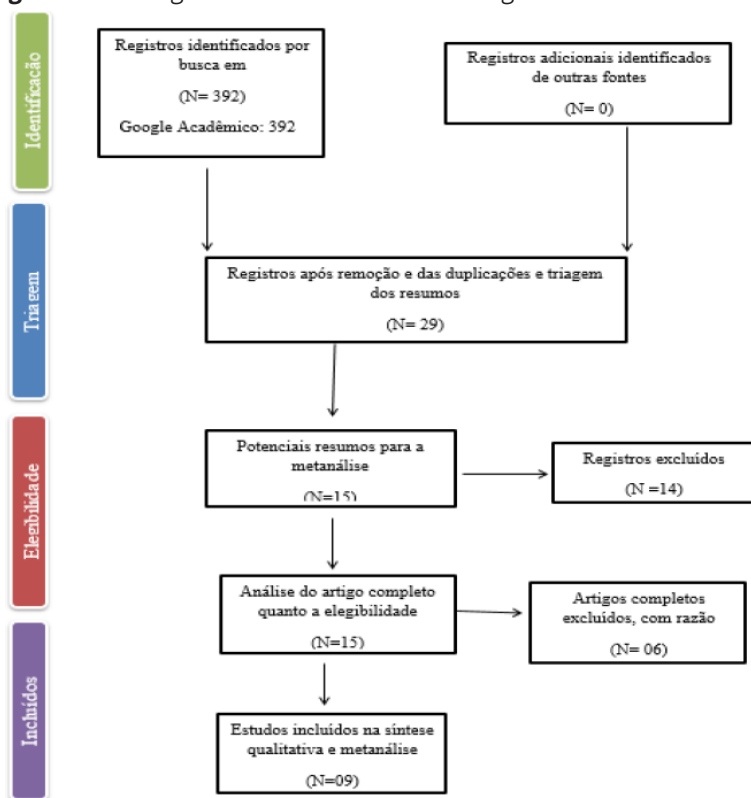 Identificação
Registros identificados por
busca em
(N= 392)
Google Acadêmico: 392
Registros adicionais identificados
de outras fontes
(N= 0)
Triagem
Registros após remoção e das duplicações e triagem
dos resumos
(N= 29)
Elegibilidade
Potenciais resumos para a
metanálise
(N=15)
Registros excluídos
(N =14)
Análise do artigo completo
quanto a elegibilidade
(N=15)
Artigos completos
excluídos, com razão
(N= 06)
Incluídos
Estudos incluídos na síntese
qualitativa e metanálise
(N=09)